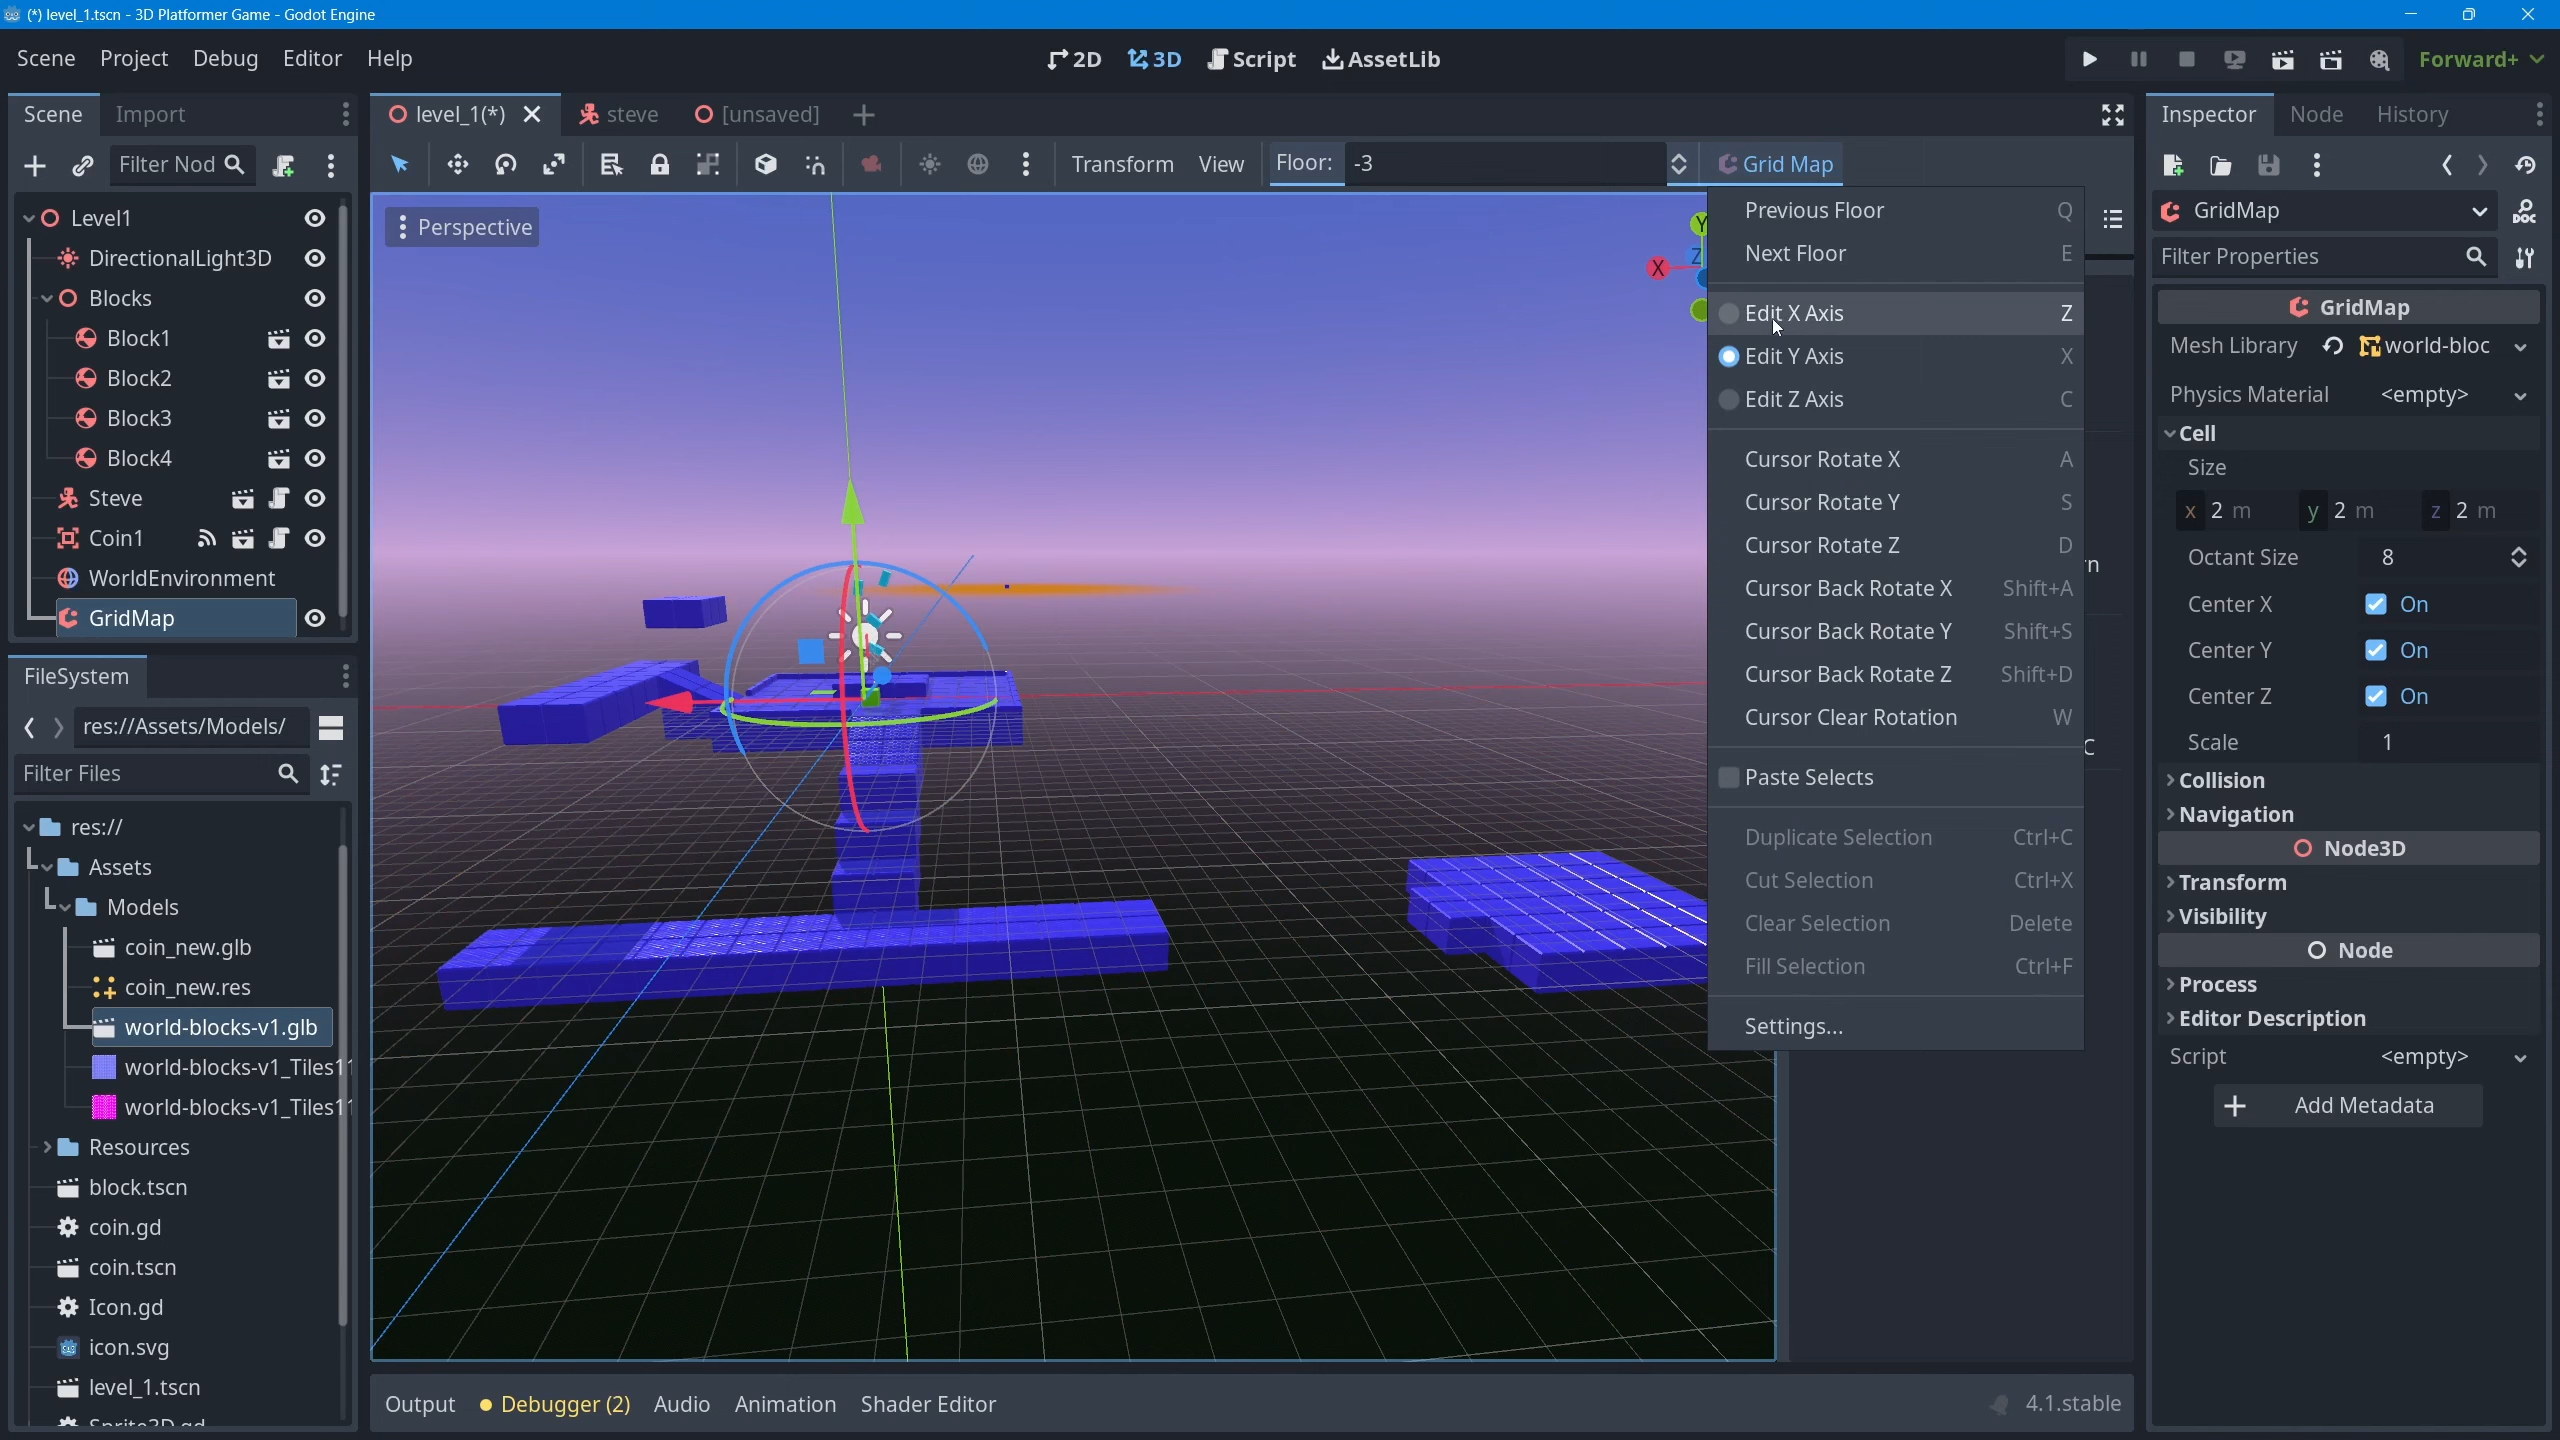 (*) level_1.tscn - 3D Platformer Game - Godot Engine
Scene Project Debug Editor Help
2D 3D Script AssetLib
Forward+
Scene Import
level_1(*) steve [unsaved]
Inspector Node History
Filter Nod
Transform View Floor: -3 Grid Map
Level1
DirectionalLight3D
Blocks
Block1
Block2
Block3
Block4
Steve
Coin1
WorldEnvironment
GridMap
FileSystem
res://Assets/Models/
Filter Files
res://
Assets
Models
coin_new.glb
coin_new.res
world-blocks-v1.glb
world-blocks-v1_Tiles11
world-blocks-v1_Tiles11
Resources
block.tscn
coin.gd
coin.tscn
Icon.gd
icon.svg
level_1.tscn
Sprite3D.gd
Perspective
Y
X Z
Previous Floor Q
Next Floor E
Edit X Axis Z
Edit Y Axis X
Edit Z Axis C
Cursor Rotate X A
Cursor Rotate Y S
Cursor Rotate Z D
Cursor Back Rotate X Shift+A
Cursor Back Rotate Y Shift+S
Cursor Back Rotate Z Shift+D
Cursor Clear Rotation W
Paste Selects
Duplicate Selection Ctrl+C
Cut Selection Ctrl+X
Clear Selection Delete
Fill Selection Ctrl+F
Settings...
GridMap
DOC
Filter Properties
GridMap
Mesh Library world-bloc
Physics Material <empty>
Cell
Size
x 2 m y 2 m z 2 m
Octant Size 8
Center X On
Center Y On
Center Z On
Scale 1
Collision
Navigation
Node3D
Transform
Visibility
Node
Process
Editor Description
Script <empty>
Add Metadata
Output Debugger (2) Audio Animation Shader Editor
4.1.stable